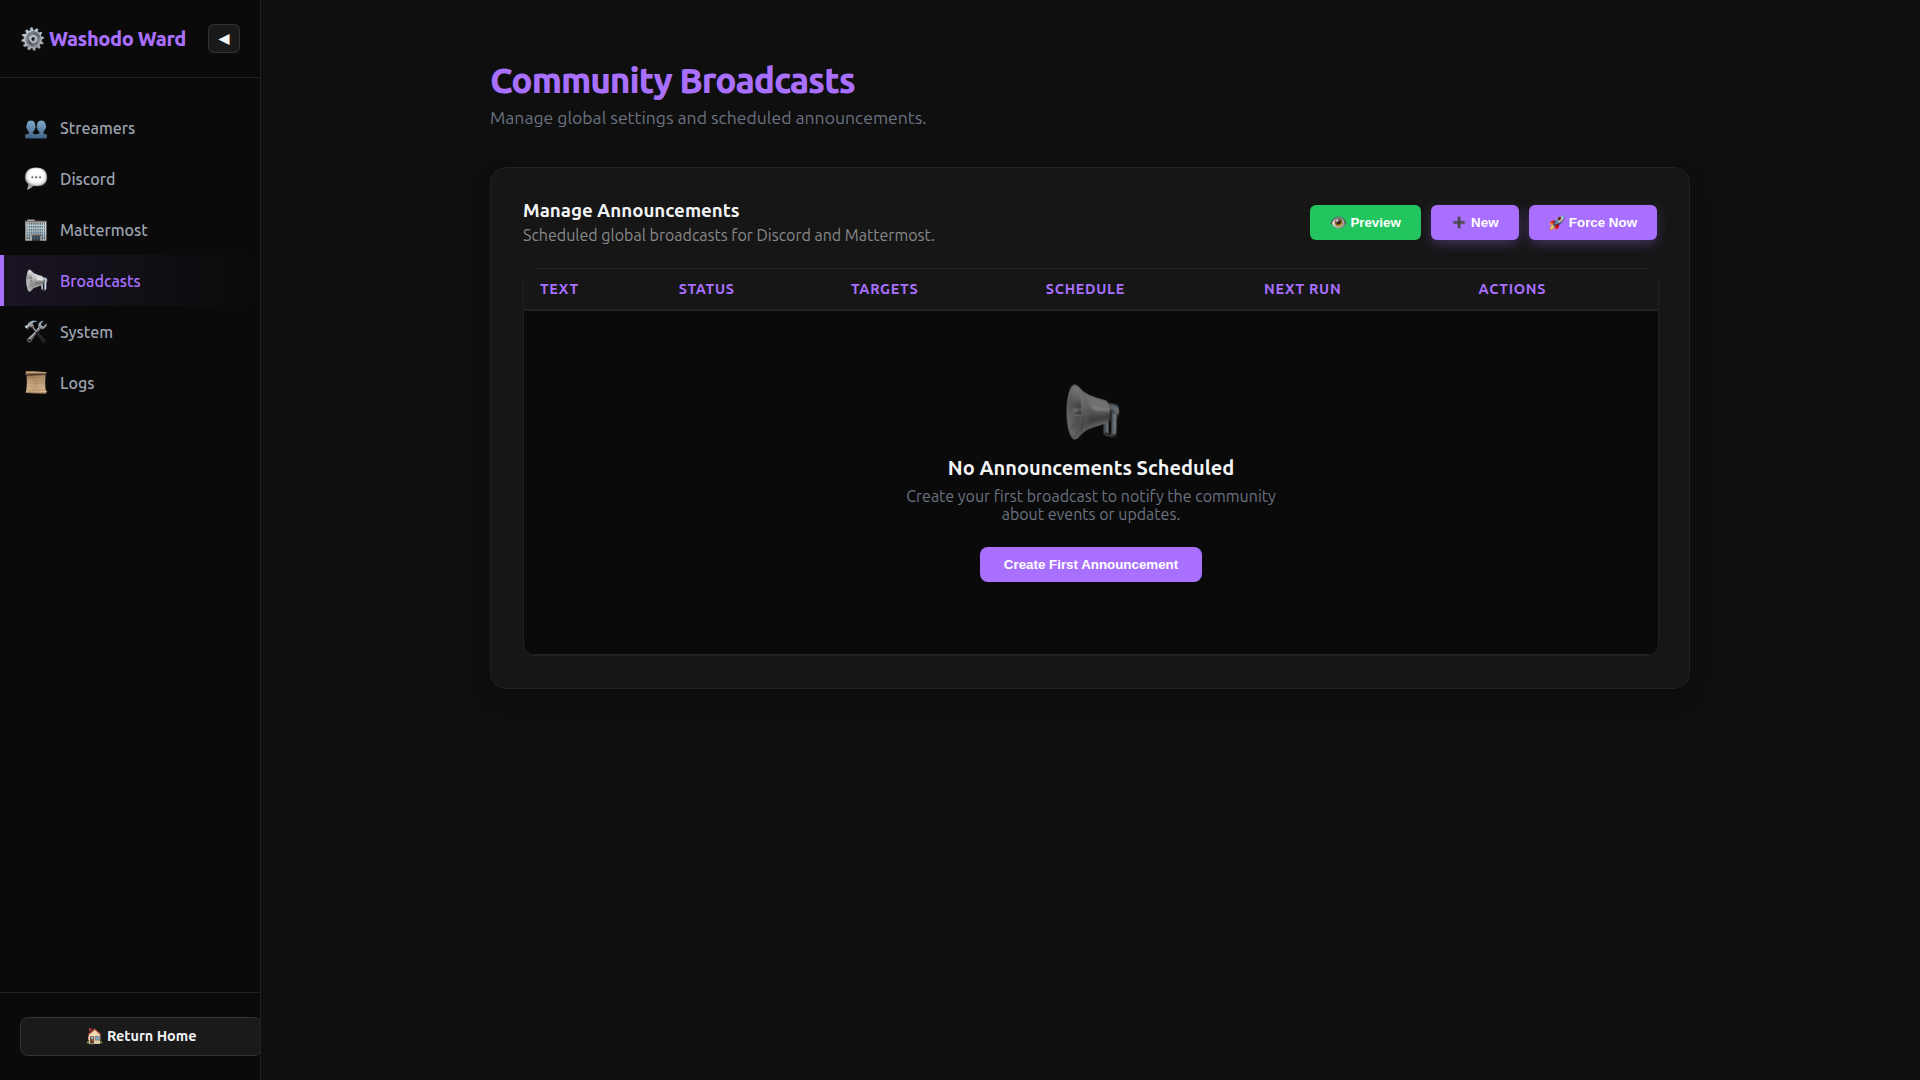 Washodo Ward
Streamers
Discord
Mattermost
Broadcasts
System
Logs
Return Home
Community Broadcasts
Manage global settings and scheduled announcements.
Manage Announcements
Scheduled global broadcasts for Discord and Mattermost.
Preview
New
Force Now
TEXT STATUS TARGETS SCHEDULE NEXT RUN ACTIONS
No Announcements Scheduled
Create your first broadcast to notify the community
about events or updates.
Create First Announcement